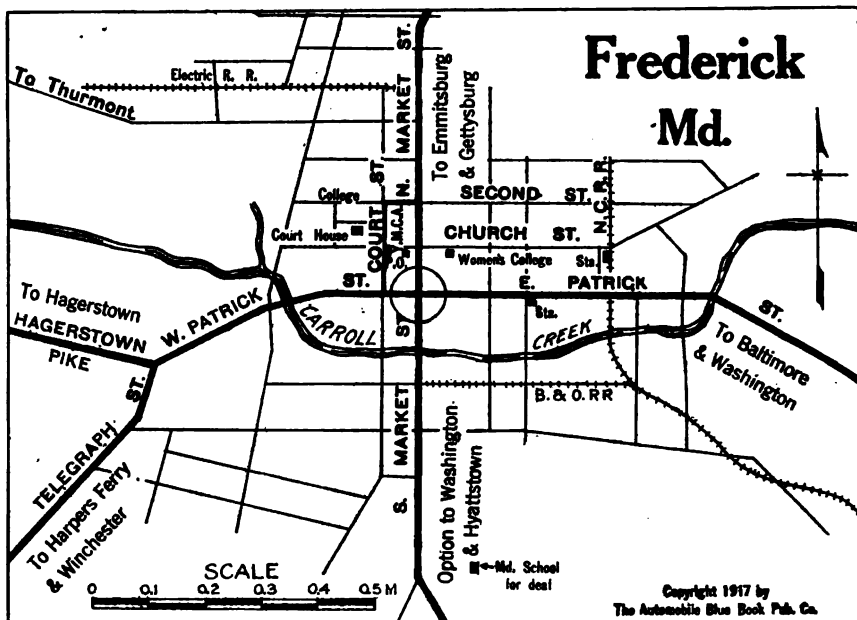 Frederick
Md.
To Thurmont
Electric R. R.
N. MARKET ST.
To Emmitsburg
& Gettysburg
N. C. R. R.
College
SECOND ST.
COURT ST.
Y.M.C.A.
Court House
CHURCH ST.
P.O.
Women's College
Sta.
W. PATRICK ST.
E. PATRICK ST.
Sta.
To Hagerstown
HAGERSTOWN
PIKE
CARROLL CREEK
To Baltimore
& Washington
B. & O. RR
TELEGRAPH ST.
To Harpers Ferry
& Winchester
S. MARKET ST
Option to Washington
& Hyattstown
Md. School
for deaf
SCALE
0 0.1 0.2 0.3 0.4 0.5 M
Copyright 1917 by
The Automobile Blue Book Pub. Co.